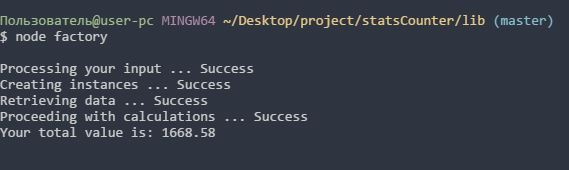 Пользователь@user-pc MINGW64 ~/Desktop/project/statsCounter/lib (master)
$ node factory
Processing your input ... Success
Creating instances ... Success
Retrieving data ... Success
Proceeding with calculations ... Success
Your total value is: 1668.58